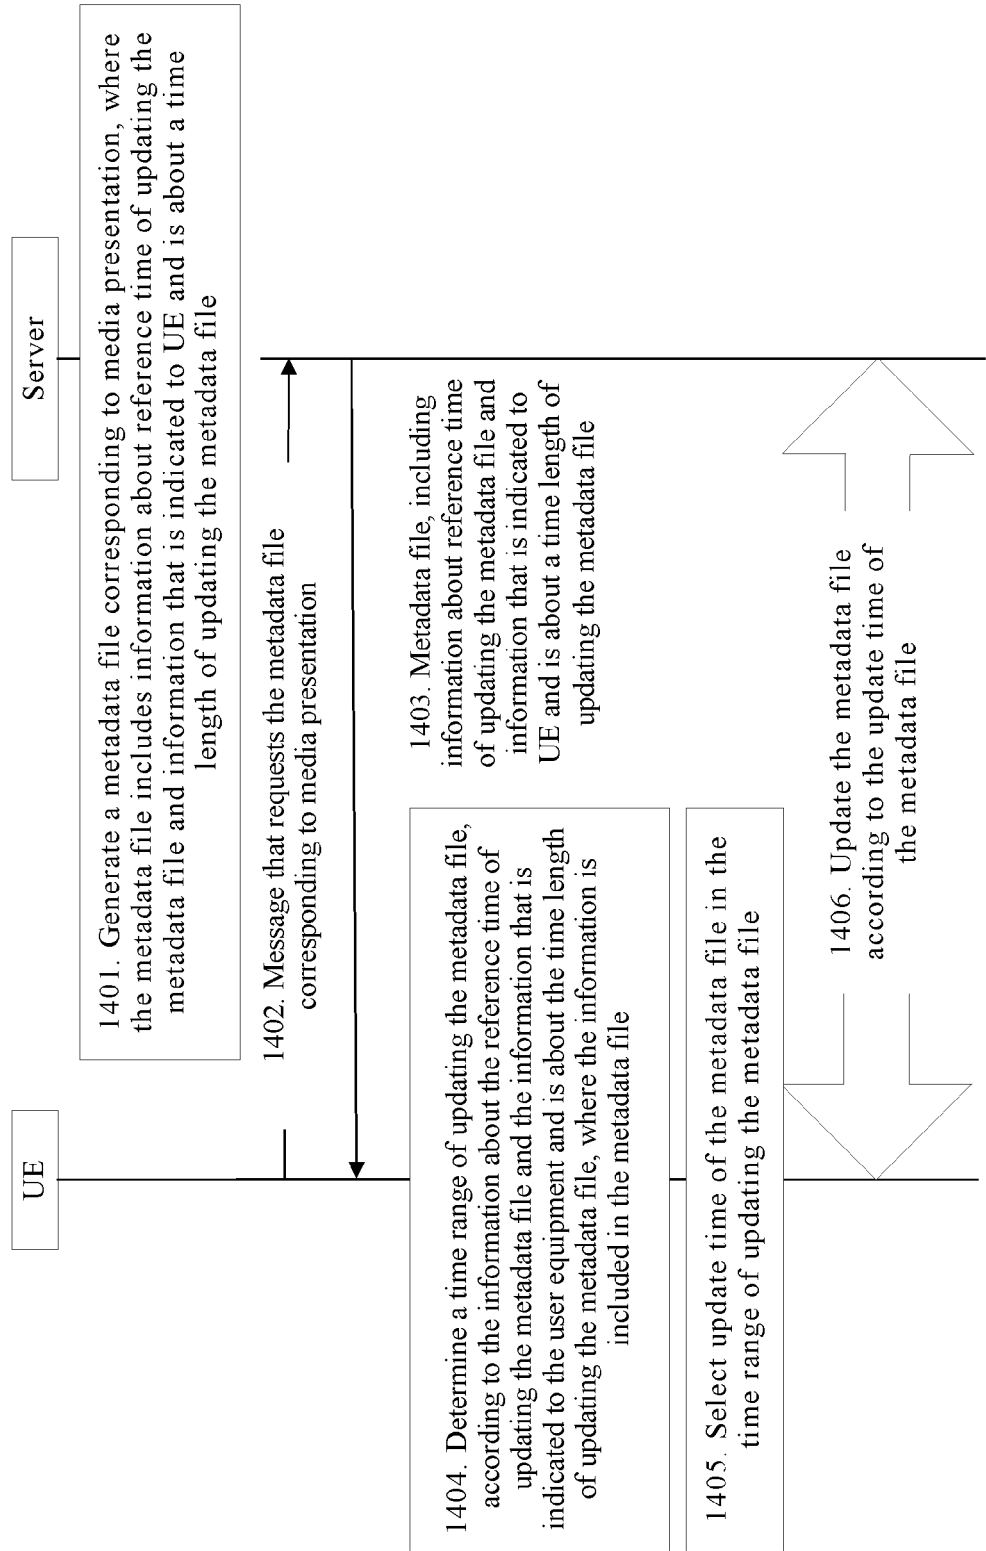 UE
Server
1401. Generate a metadata file corresponding to media presentation, where
the metadata file includes information about reference time of updating the
metadata file and information that is indicated to UE and is about a time
length of updating the metadata file
1402. Message that requests the metadata file
corresponding to media presentation
1403. Metadata file, including
information about reference time
of updating the metadata file and
information that is indicated to
UE and is about a time length of
updating the metadata file
1404. Determine a time range of updating the metadata file,
according to the information about the reference time of
updating the metadata file and the information that is
indicated to the user equipment and is about the time length
of updating the metadata file, where the information is
included in the metadata file
1405. Select update time of the metadata file in the
time range of updating the metadata file
1406. Update the metadata file
according to the update time of
the metadata file